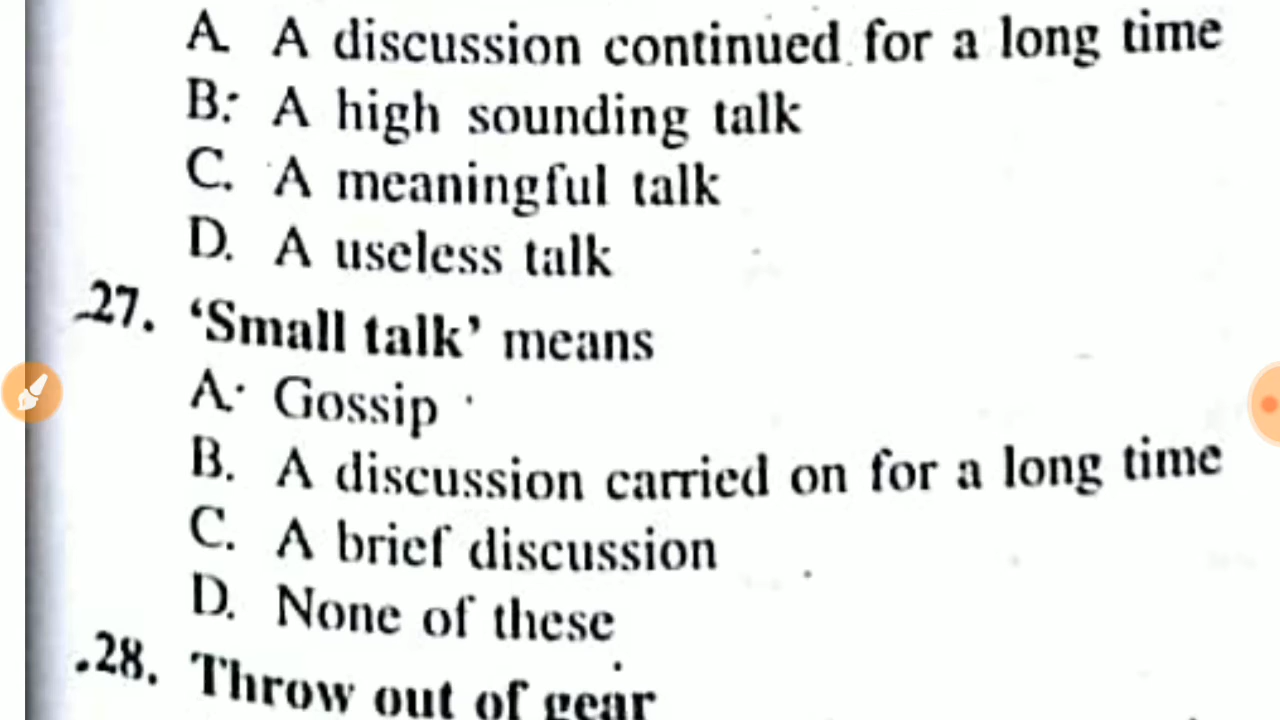 A. A discussion continued for a long time
B. A high sounding talk
C. A meaningful talk
D. A useless talk
27. ‘Small talk’ means
A. Gossip
B. A discussion carried on for a long time
C. A brief discussion
D. None of these
28. Throw out of gear